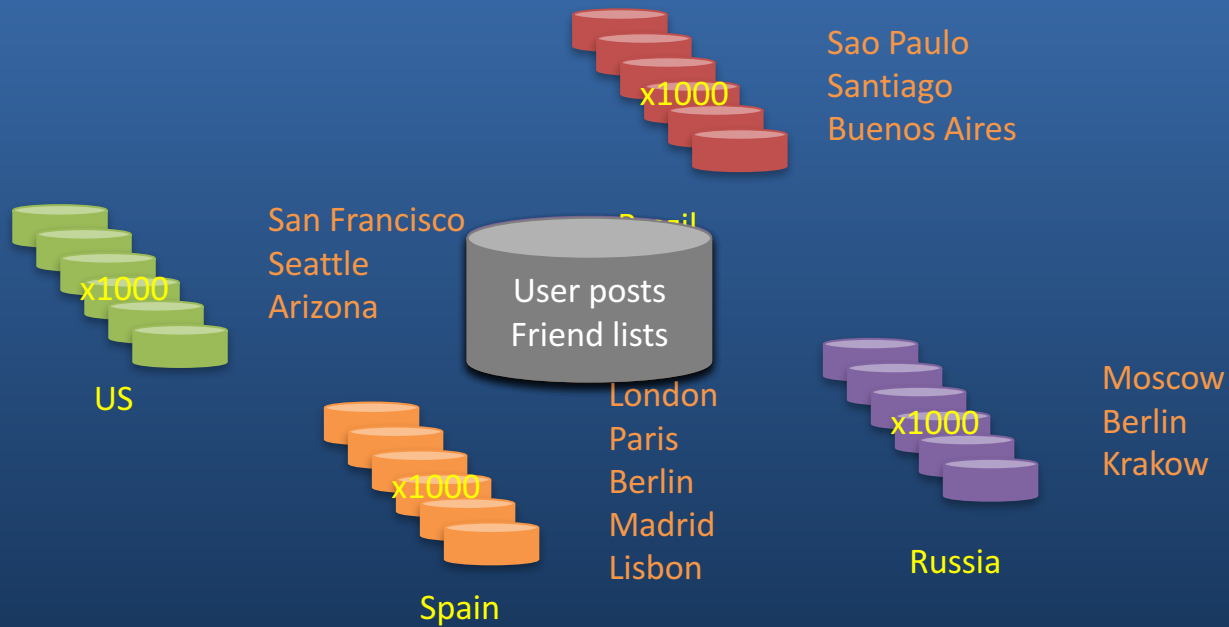 x1000
Sao Paulo
Santiago
Buenos Aires
Brazil
x1000
US
San Francisco
Seattle
Arizona
User posts
Friend lists
x1000
Spain
London
Paris
Berlin
Madrid
Lisbon
x1000
Russia
Moscow
Berlin
Krakow